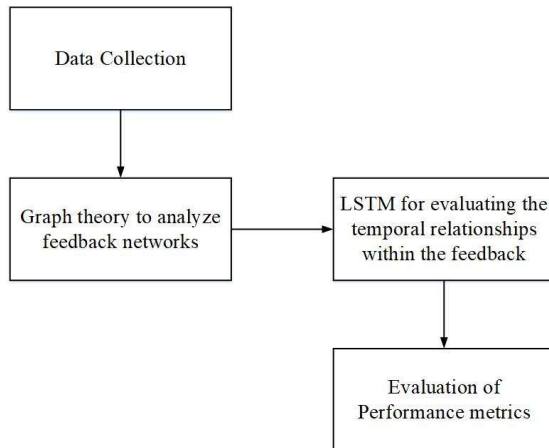 Data Collection
Graph theory to analyze
feedback networks
LSTM for evaluating the
temporal relationships
within the feedback
Evaluation of
Performance metrics